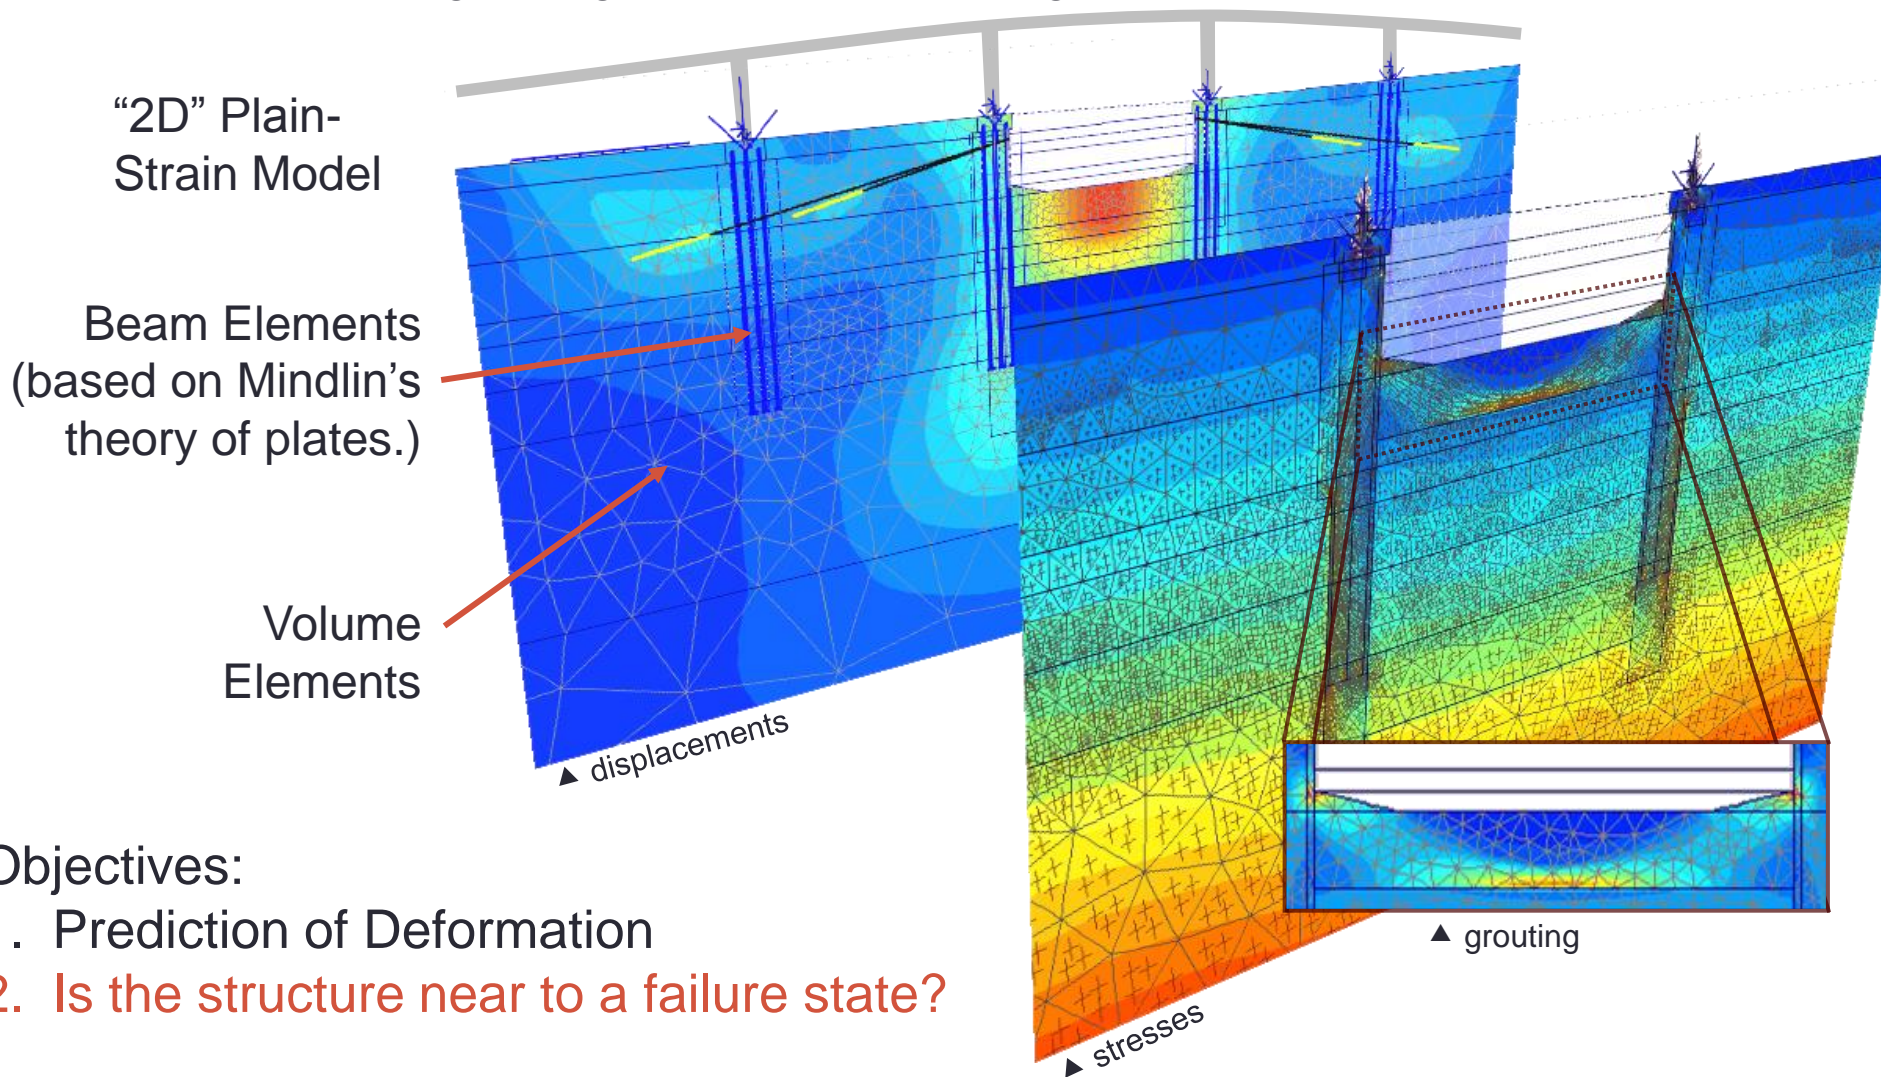 “2D” Plain-
Strain Model
Beam Elements
(based on Mindlin’s
theory of plates.)
Volume
Elements
▲ displacements
Objectives:
. Prediction of Deformation
2. Is the structure near to a failure state?
▲ grouting
▲ stresses